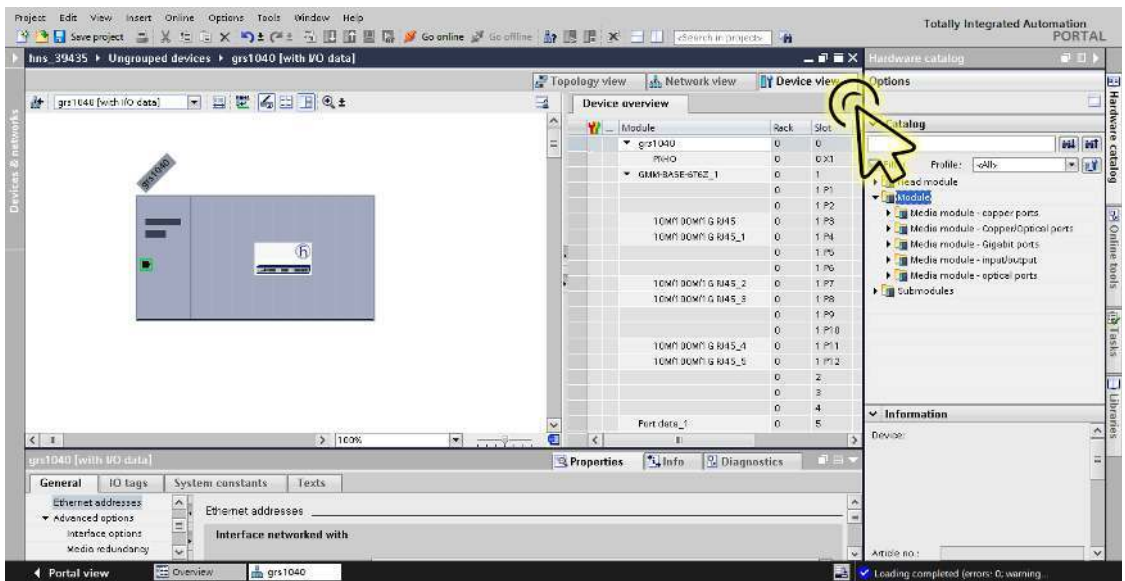 Project Edit View Insert Online Options Tools Window Help
Totally Integrated Automation
PORTAL
Save project
Go online
Go offline
<Search in project>
hns_39435 ▸ Ungrouped devices ▸ grs1040 [with I/O data]
Hardware catalog
Topology view
Network view
Device view
Options
grs1040 [with I/O data]
Device overview
Module Rack Slot
Catalog
grs1040 0 0
PN-IO 0 0 X1
Profile: <All>
GMM-BASE-6T6Z_1 0 1
Head module
0 1 P1
Module
0 1 P2
Media module - copper ports
10M/100M/1G RJ45 0 1 P3
Media module - Copper/Optical ports
10M/100M/1G RJ45_1 0 1 P4
Media module - Gigabit ports
0 1 P5
Media module - input/output
0 1 P6
Media module - optical ports
10M/100M/1G RJ45_2 0 1 P7
Submodules
10M/100M/1G RJ45_3 0 1 P8
0 1 P9
0 1 P10
10M/100M/1G RJ45_4 0 1 P11
10M/100M/1G RJ45_5 0 1 P12
0 2
0 3
0 4
Port data_1 0 5
grs1040
Devices & networks
Hardware catalog
Online tools
Tasks
Libraries
Information
Device:
100%
grs1040 [with I/O data]
Properties
Info
Diagnostics
General
IO tags
System constants
Texts
Ethernet addresses
Advanced options
Interface options
Media redundancy
Ethernet addresses
Interface networked with
Article no.:
Portal view
Overview
grs1040
Loading completed (errors: 0; warning...